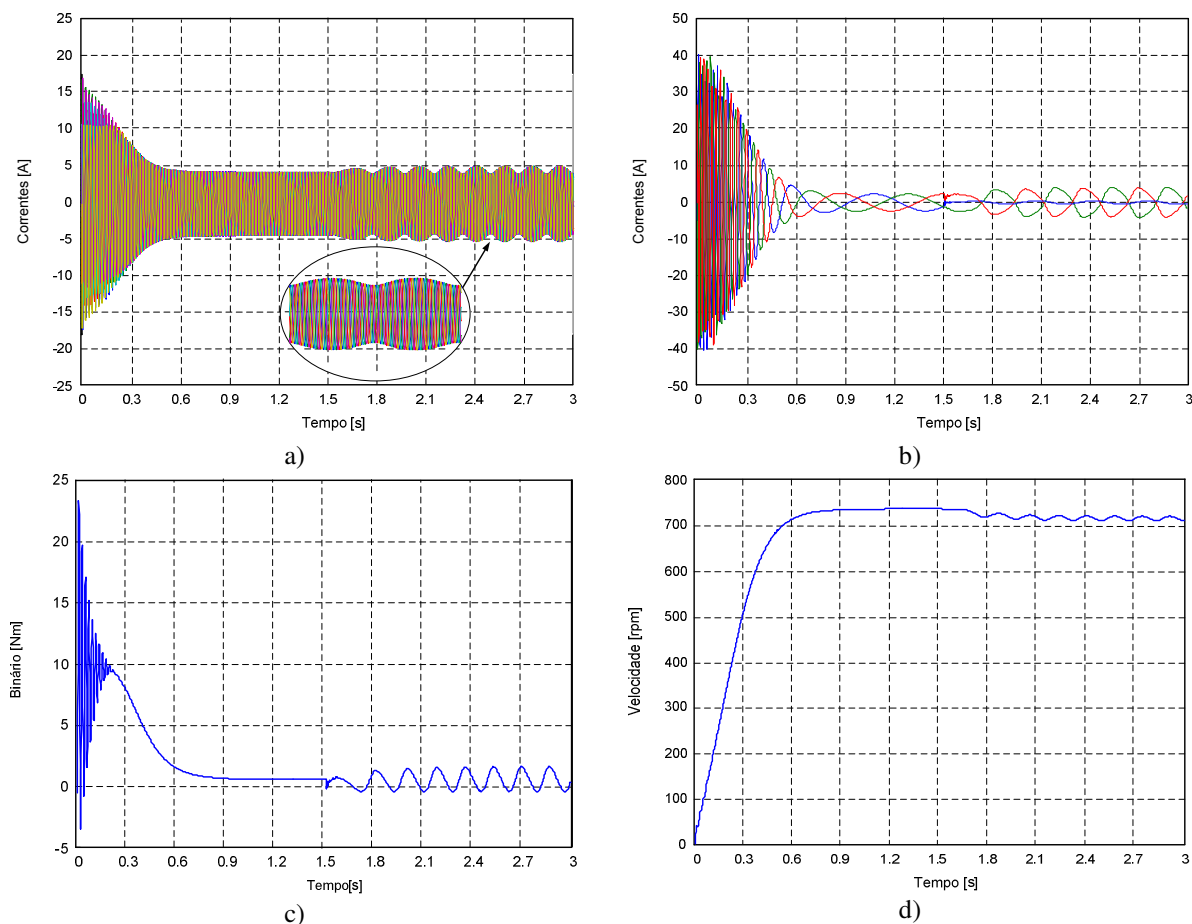 25
20
15
10
5
0
-5
-10
-15
-20
-25
Correntes [A]
0 0.3 0.6 0.9 1.2 1.5 1.8 2.1 2.4 2.7 3
Tempo [s]
a)
50
40
30
20
10
0
-10
-20
-30
-40
-50
Correntes [A]
0 0.3 0.6 0.9 1.2 1.5 1.8 2.1 2.4 2.7 3
Tempo [s]
b)
25
20
15
10
5
0
-5
Binário [Nm]
0 0.3 0.6 0.9 1.2 1.5 1.8 2.1 2.4 2.7 3
Tempo[s]
c)
800
700
600
500
400
300
200
100
0
Velocidade [rpm]
0 0.3 0.6 0.9 1.2 1.5 1.8 2.1 2.4 2.7 3
Tempo [s]
d)